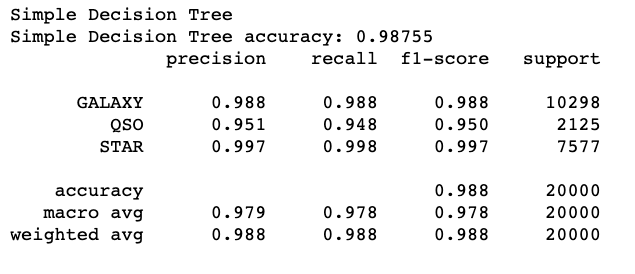 Simple Decision Tree
Simple Decision Tree accuracy: 0.98755
precision recall f1-score support
GALAXY 0.988 0.988 0.988 10298
QSO 0.951 0.948 0.950 2125
STAR 0.997 0.998 0.997 7577
accuracy 0.988 20000
macro avg 0.979 0.978 0.978 20000
weighted avg 0.988 0.988 0.988 20000